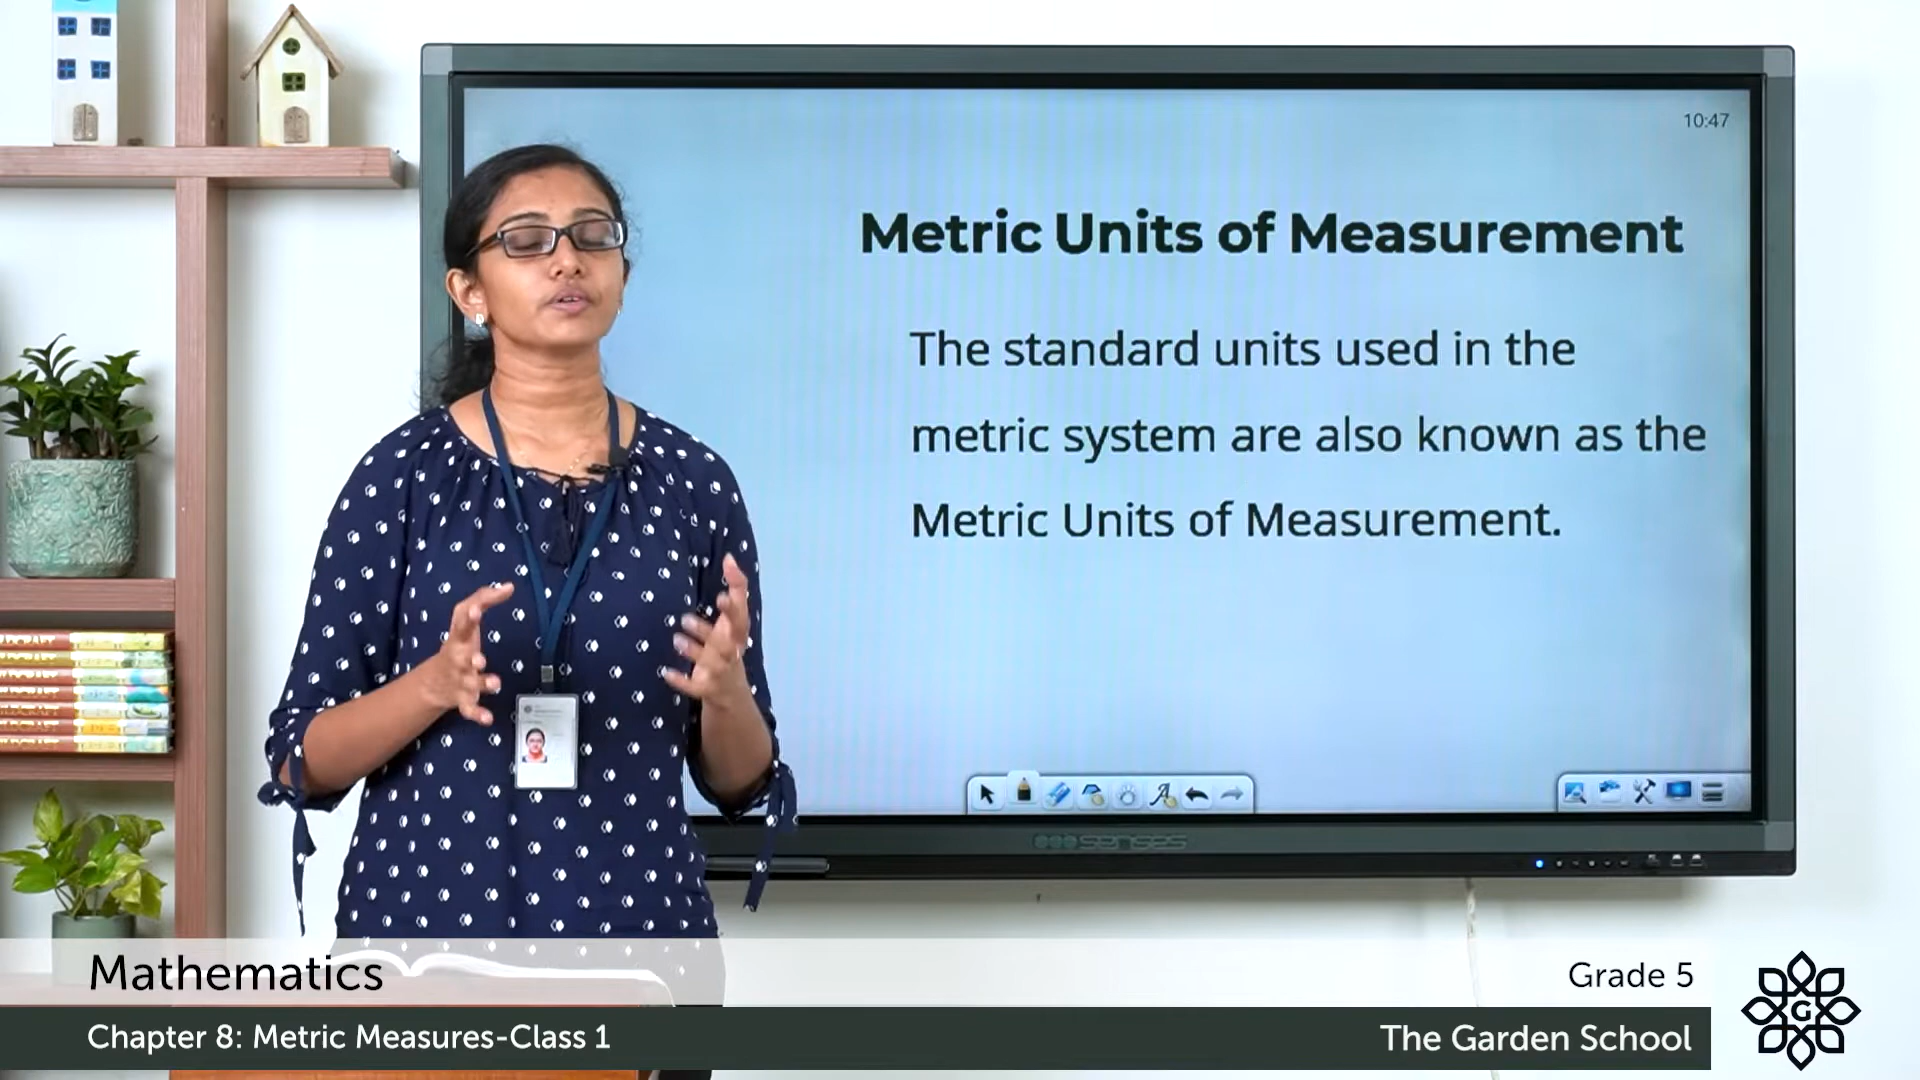 10:47
Metric Units of Measurement
The standard units used in the
metric system are also known as the
Metric Units of Measurement.
senses
Mathematics
Grade 5
Chapter 8: Metric Measures-Class 1
The Garden School
G